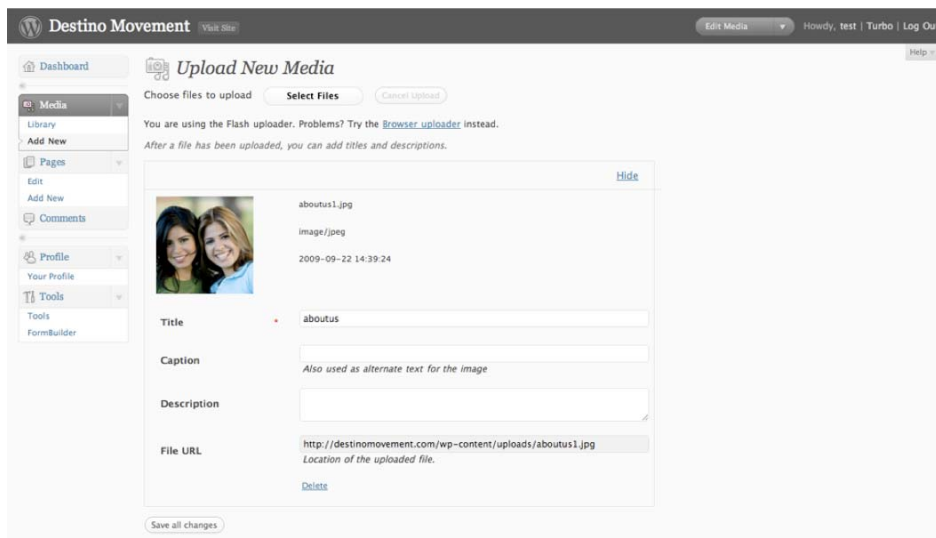 Destino Movement Visit Site
Edit Media
Howdy, test | Turbo | Log Ou
Help
Dashboard
Media
Library
Add New
Pages
Edit
Add New
Comments
Profile
Your Profile
Tools
Tools
FormBuilder
Upload New Media
Choose files to upload Select Files Cancel Upload
You are using the Flash uploader. Problems? Try the Browser uploader instead.
After a file has been uploaded, you can add titles and descriptions.
Hide
aboutus1.jpg
image/jpeg
2009-09-22 14:39:24
Title * aboutus
Caption
Also used as alternate text for the image
Description
File URL http://destinomovement.com/wp-content/uploads/aboutus1.jpg
Location of the uploaded file.
Delete
Save all changes